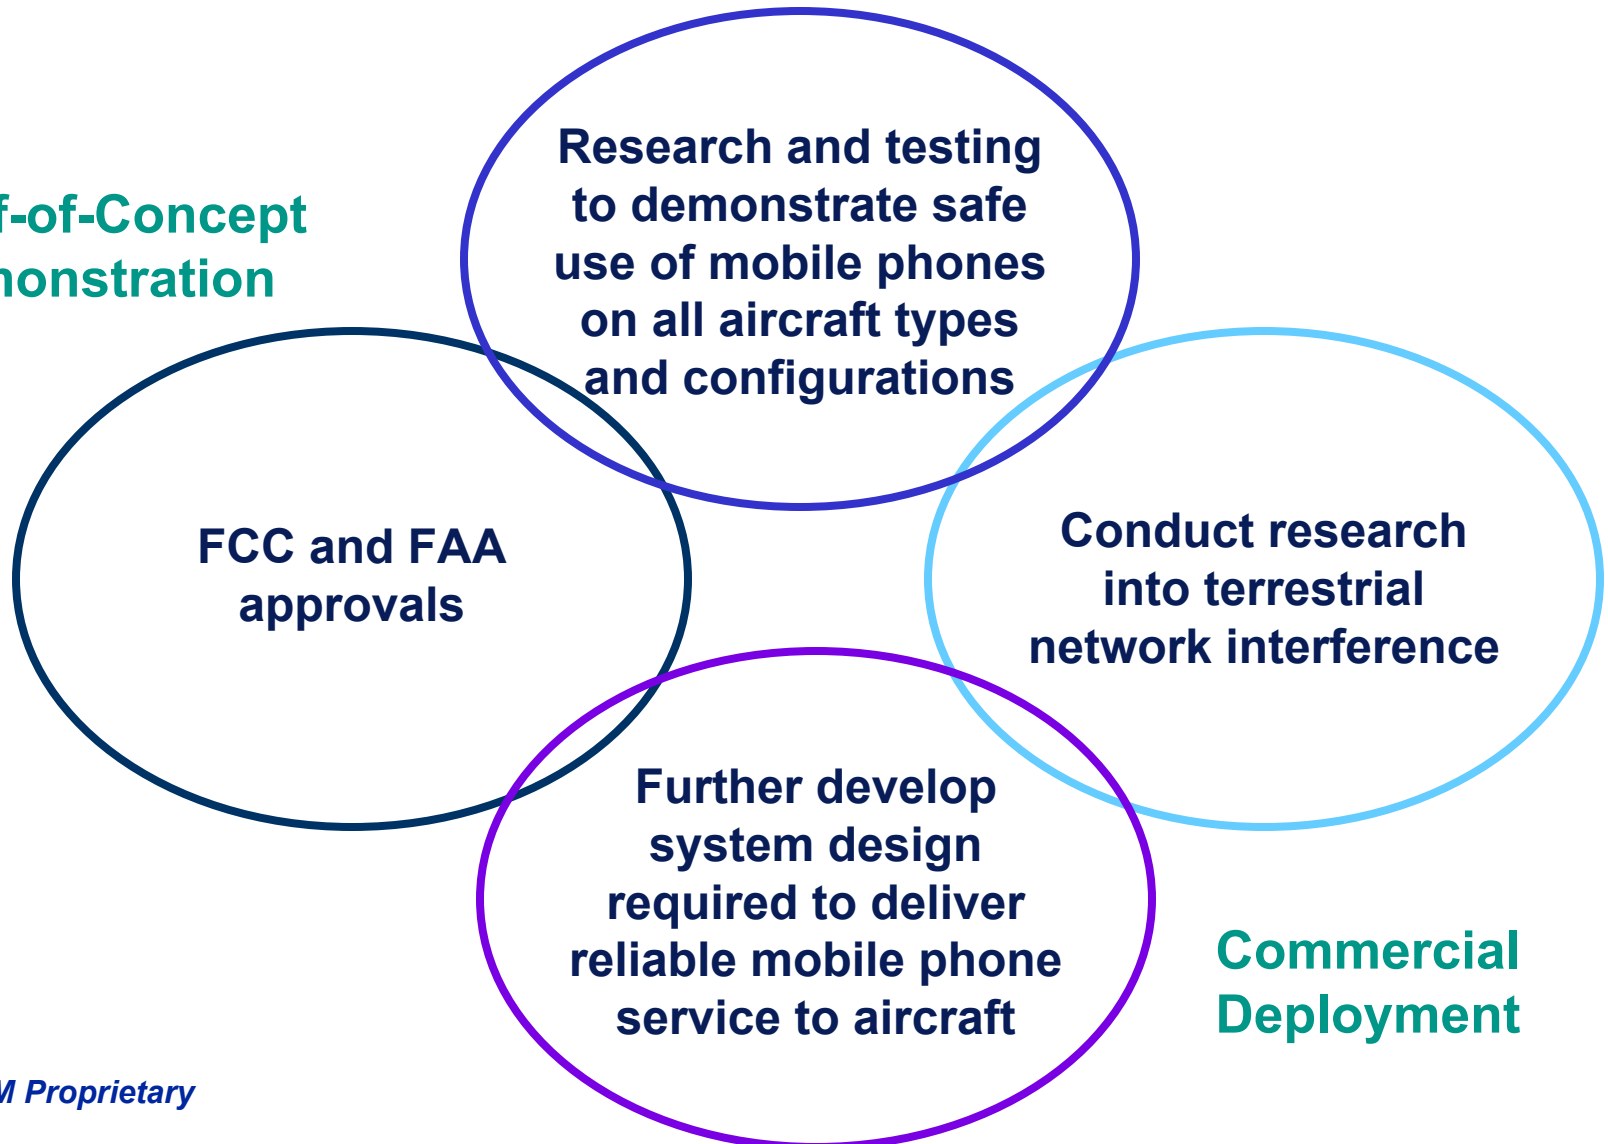 Research and testing
to demonstrate safe
use of mobile phones
on all aircraft types
and configurations
f-of-Concept
monstration
FCC and FAA
approvals
Conduct research
into terrestrial
network interference
Further develop
system design
required to deliver
reliable mobile phone
service to aircraft
Commercial
Deployment
M Proprietary